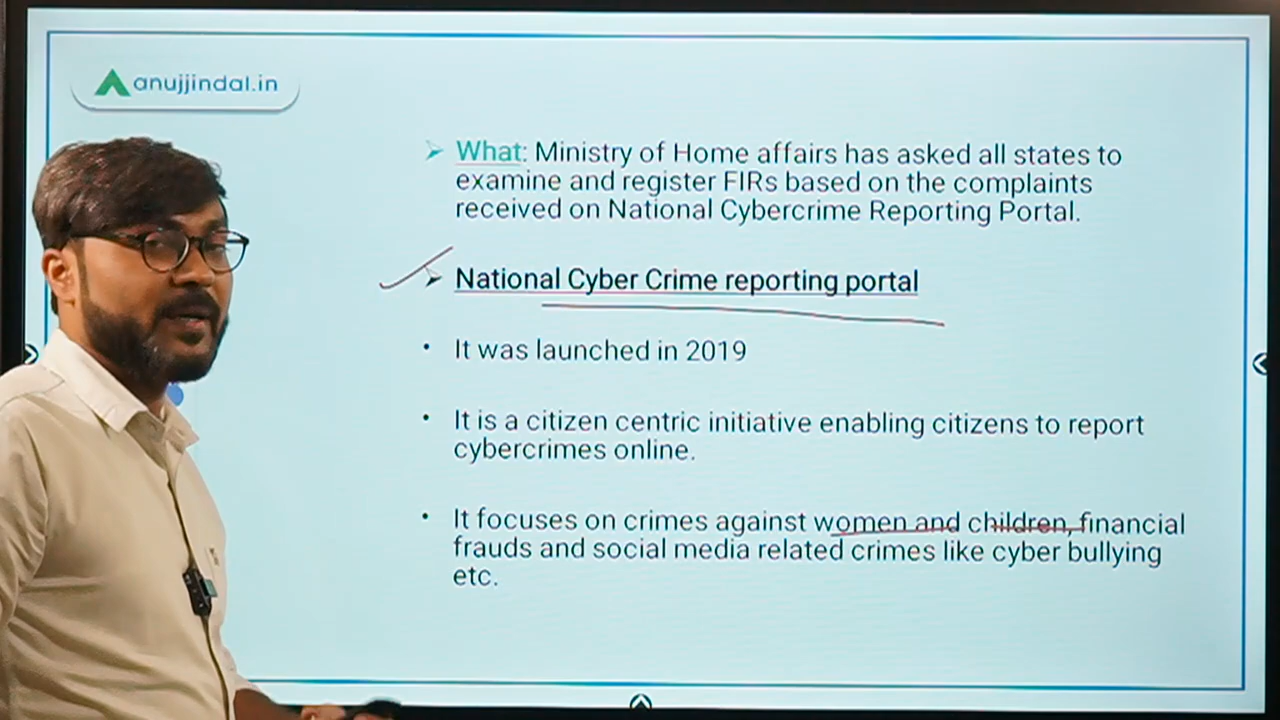 anujjindal.in
What: Ministry of Home affairs has asked all states to
examine and register FIRs based on the complaints
received on National Cybercrime Reporting Portal.
National Cyber Crime reporting portal
It was launched in 2019
It is a citizen centric initiative enabling citizens to report
cybercrimes online.
It focuses on crimes against women and children, financial
frauds and social media related crimes like cyber bullying
etc.